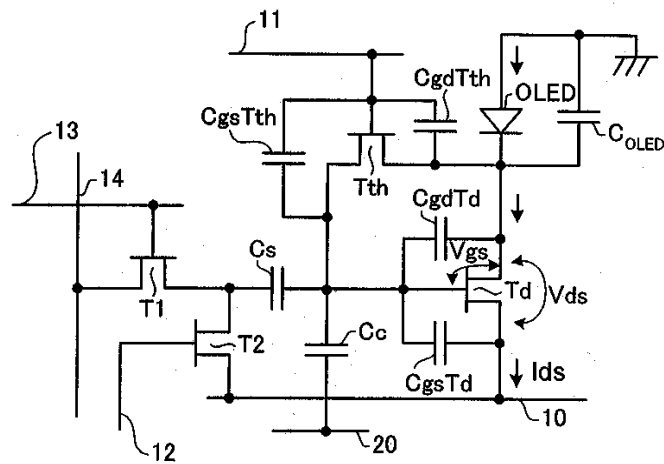 11
CgdTth
OLED
CgsTth
C OLED
13
14
Tth
CgdTd
Vgs
Cs
Td
Vds
T1
T2
Cc
CgsTd
Ids
10
12
20